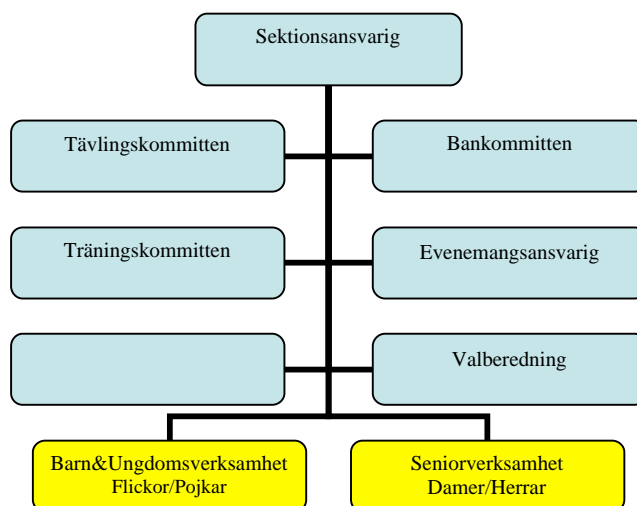 Sektionsansvarig
Tävlingskommitten
Bankommitten
Träningskommitten
Evenemangsansvarig
Valberedning
Barn&Ungdomsverksamhet
Flickor/Pojkar
Seniorverksamhet
Damer/Herrar